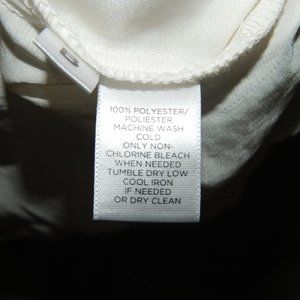 100% POLYESTER/
POLIÉSTER
MACHINE WASH
COLD
ONLY NON-
CHLORINE BLEACH
WHEN NEEDED
TUMBLE DRY LOW
COOL IRON
IF NEEDED
OR DRY CLEAN